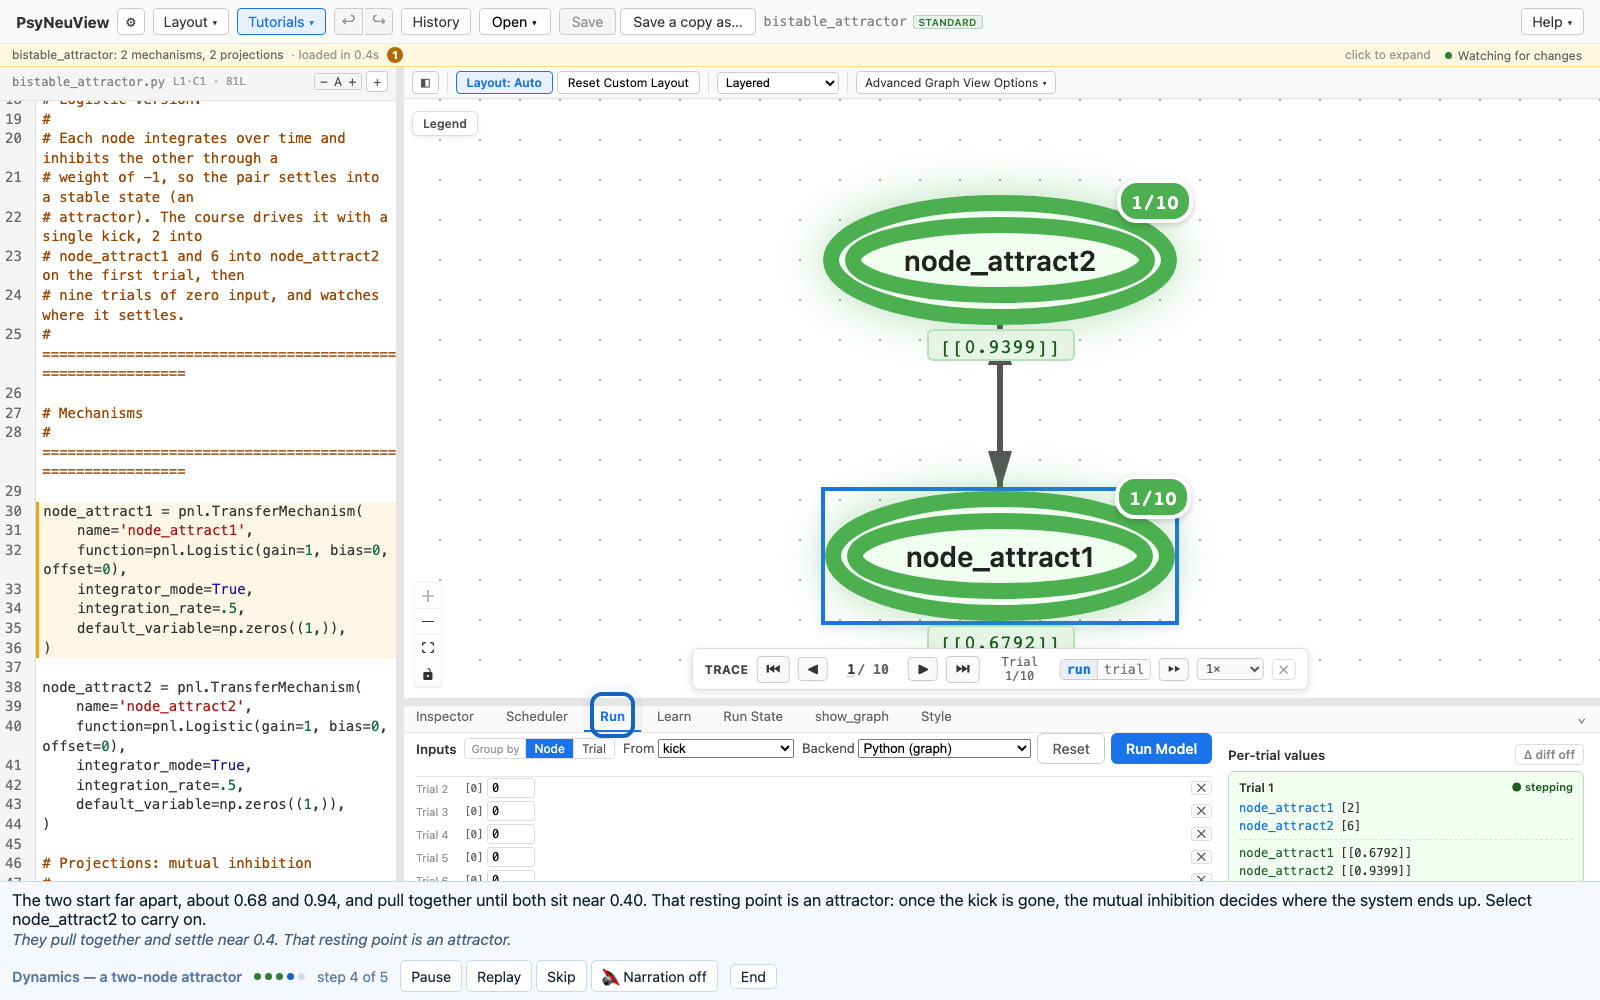 PsyNeuView ⚙ Layout ▾ Tutorials ▾ ↩ ↪ History Open ▾ Save Save a copy as... bistable_attractor STANDARD Help ▾
bistable_attractor: 2 mechanisms, 2 projections · loaded in 0.4s 1 click to expand ● Watching for changes
bistable_attractor.py L1:C1 · 81L − A + +
Layout: Auto Reset Custom Layout Layered Advanced Graph View Options ▾
18 # Logistic version.
19 #
20 # Each node integrates over time and
inhibits the other through a
21 # weight of −1, so the pair settles into
a stable state (an
22 # attractor). The course drives it with a
single kick, 2 into
23 # node_attract1 and 6 into node_attract2
on the first trial, then
24 # nine trials of zero input, and watches
where it settles.
25 #
==========================================
=================
26
27 # Mechanisms
28 #
==========================================
=================
29
30 node_attract1 = pnl.TransferMechanism(
31 name='node_attract1',
32 function=pnl.Logistic(gain=1, bias=0,
offset=0),
33 integrator_mode=True,
34 integration_rate=.5,
35 default_variable=np.zeros((1,)),
36 )
37
38 node_attract2 = pnl.TransferMechanism(
39 name='node_attract2',
40 function=pnl.Logistic(gain=1, bias=0,
offset=0),
41 integrator_mode=True,
42 integration_rate=.5,
43 default_variable=np.zeros((1,)),
44 )
45
46 # Projections: mutual inhibition
Legend
1/10
node_attract2
[[0.9399]]
1/10
node_attract1
[[0.6792]]
TRACE 1 / 10 Trial 1/10 run trial 1×
Inspector Scheduler Run Learn Run State show_graph Style
Inputs Group by Node Trial From kick Backend Python (graph) Reset Run Model
Trial 2 [0] 0
Trial 3 [0] 0
Trial 4 [0] 0
Trial 5 [0] 0
Trial 6 [0] 0
Per-trial values Δ diff off
Trial 1 ● stepping
node_attract1 [2]
node_attract2 [6]
node_attract1 [[0.6792]]
node_attract2 [[0.9399]]
The two start far apart, about 0.68 and 0.94, and pull together until both sit near 0.40. That resting point is an attractor: once the kick is gone, the mutual inhibition decides where the system ends up. Select
node_attract2 to carry on.
They pull together and settle near 0.4. That resting point is an attractor.
Dynamics — a two-node attractor step 4 of 5 Pause Replay Skip Narration off End